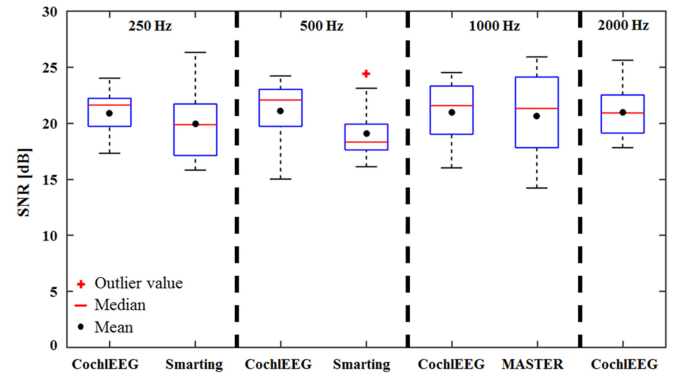 250 Hz
500 Hz
1000 Hz
2000 Hz
SNR [dB]
30
25
20
15
10
5
0
Outlier value
Median
Mean
CochlEEG
Smarting
CochlEEG
Smarting
CochlEEG
MASTER
CochlEEG